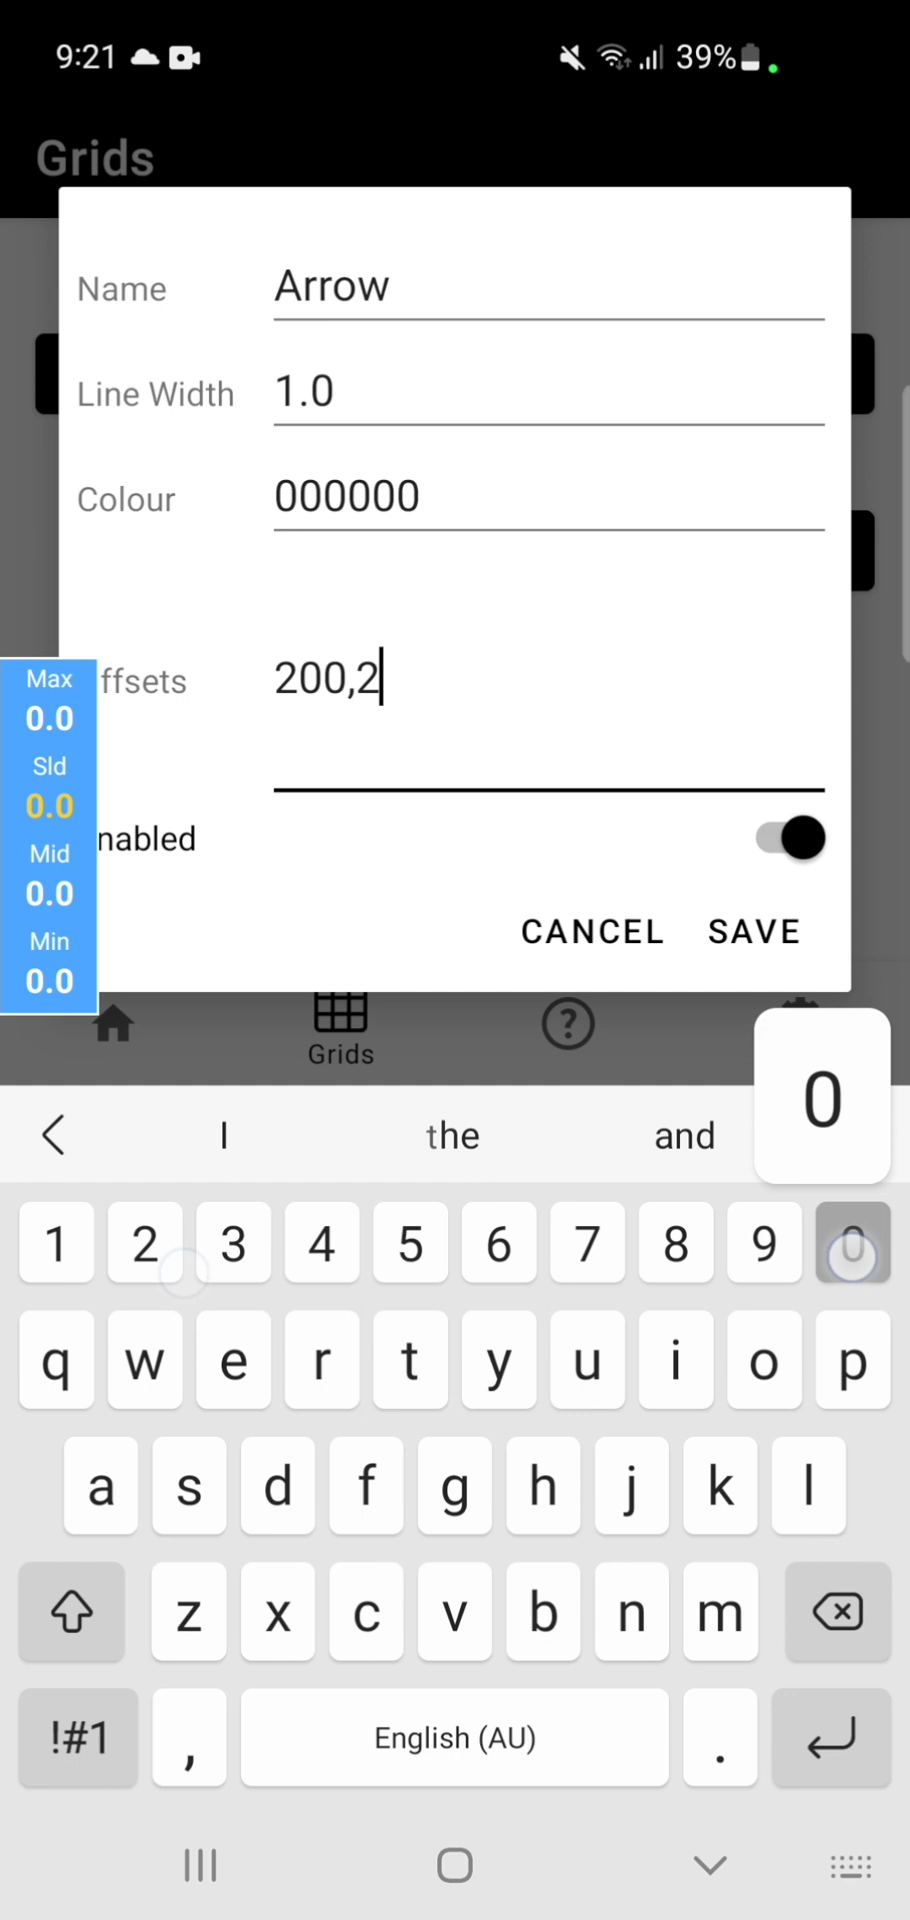 9:21 39%
Grids
Name Arrow
Line Width 1.0
Colour 000000
ffsets 200,2
Max
0.0
Sld
0.0
nabled
Mid
0.0
CANCEL SAVE
Min
0.0
Grids
?
0
I the and
1 2 3 4 5 6 7 8 9 0
q w e r t y u i o p
a s d f g h j k l
z x c v b n m
!#1 , English (AU) .